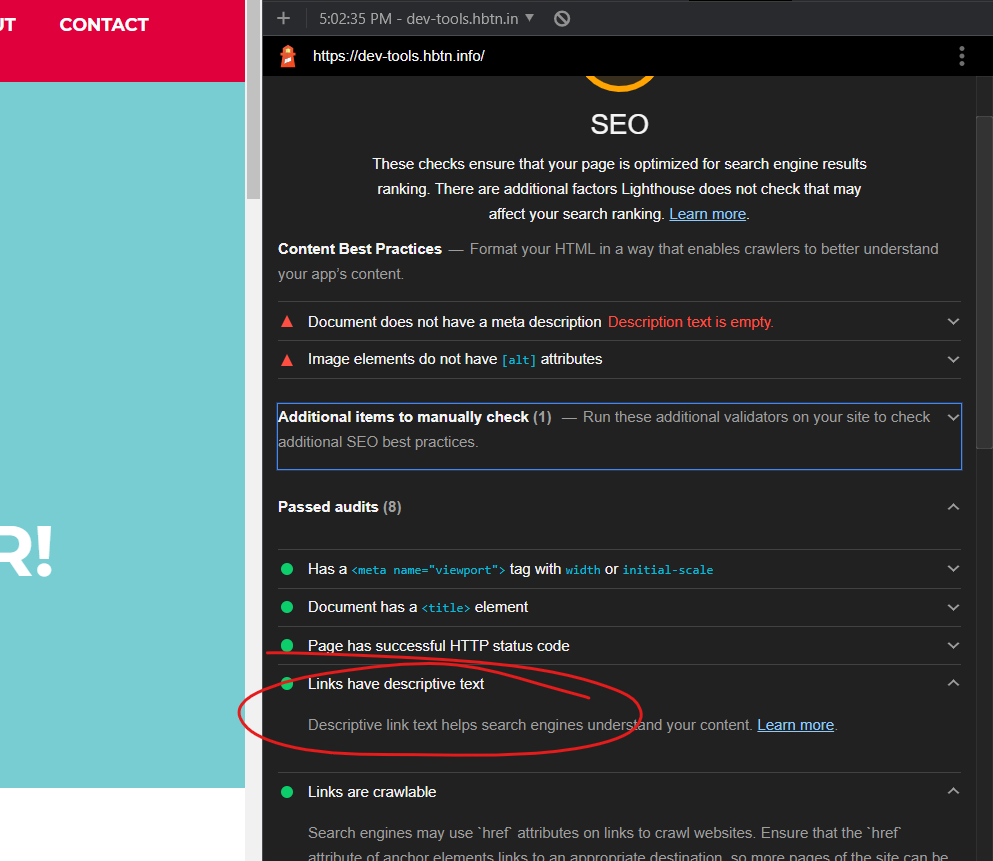 UT CONTACT
R!
5:02:35 PM - dev-tools.hbtn.in
https://dev-tools.hbtn.info/
SEO
These checks ensure that your page is optimized for search engine results
ranking. There are additional factors Lighthouse does not check that may
affect your search ranking. Learn more.
Content Best Practices — Format your HTML in a way that enables crawlers to better understand
your app's content.
Document does not have a meta description Description text is empty.
Image elements do not have [alt] attributes
Additional items to manually check (1) — Run these additional validators on your site to check
additional SEO best practices.
Passed audits (8)
Has a <meta name="viewport"> tag with width or initial-scale
Document has a <title> element
Page has successful HTTP status code
Links have descriptive text
Descriptive link text helps search engines understand your content. Learn more.
Links are crawlable
Search engines may use `href` attributes on links to crawl websites. Ensure that the `href`
attribute of anchor elements links to an appropriate destination, so more pages of the site can be